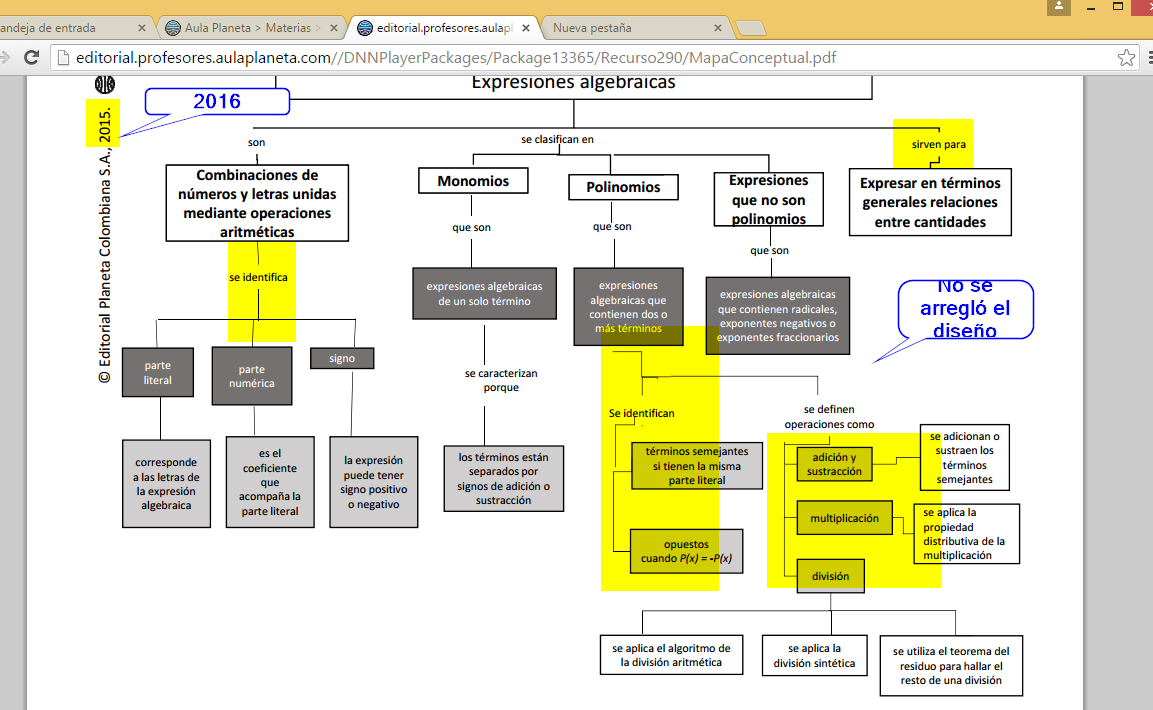 andeja de entrada
Aula Planeta > Materias >
editorial.profesores.aulapl
Nueva pestaña
editorial.profesores.aulaplaneta.com//DNNPlayerPackages/Package13365/Recurso290/MapaConceptual.pdf
Expresiones algebraicas
2016
© Editorial Planeta Colombiana S.A., 2015.
son
se clasifican en
sirven para
Combinaciones de
números y letras unidas
mediante operaciones
aritméticas
Monomios
Polinomios
Expresiones
que no son
polinomios
Expresar en términos
generales relaciones
entre cantidades
que son
que son
que son
se identifica
expresiones algebraicas
de un solo término
expresiones
algebraicas que
contienen dos o
más términos
expresiones algebraicas
que contienen radicales,
exponentes negativos o
exponentes fraccionarios
No se
arregló el
diseño
parte
literal
parte
numérica
signo
se caracterizan
porque
Se identifican
se definen
operaciones como
corresponde
a las letras de
la expresión
algebraica
es el
coeficiente
que
acompaña la
parte literal
la expresión
puede tener
signo positivo
o negativo
los términos están
separados por
signos de adición o
sustracción
términos semejantes
si tienen la misma
parte literal
adición y
sustracción
se adicionan o
sustraen los
términos
semejantes
multiplicación
se aplica la
propiedad
distributiva de la
multiplicación
opuestos
cuando P(x) = -P(x)
división
se aplica el algoritmo de
la división aritmética
se aplica la
división sintética
se utiliza el teorema del
residuo para hallar el
resto de una división